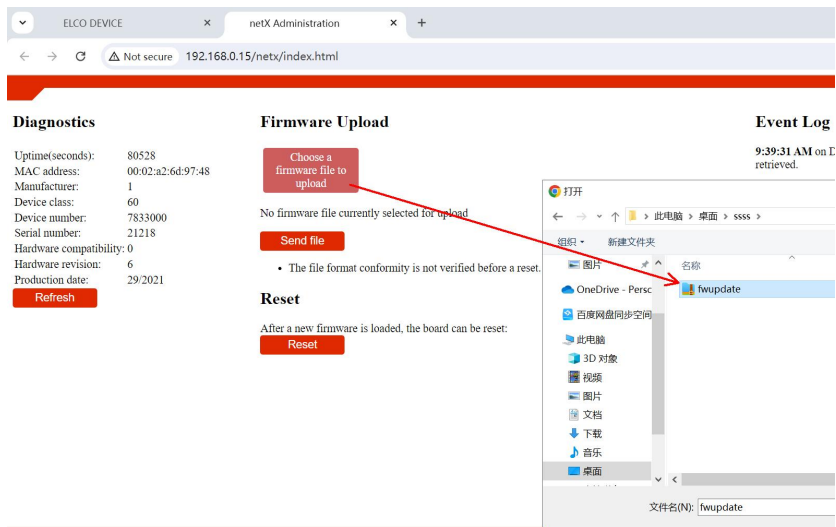 ELCO DEVICE
netX Administration
Not secure 192.168.0.15/netx/index.html
Diagnostics
Uptime(seconds): 80528
MAC address: 00:02:a2:6d:97:48
Manufacturer: 1
Device class: 60
Device number: 7833000
Serial number: 21218
Hardware compatibility: 0
Hardware revision: 6
Production date: 29/2021
Refresh
Firmware Upload
Choose a
firmware file to
upload
No firmware file currently selected for upload
Send file
• The file format conformity is not verified before a reset.
Reset
After a new firmware is loaded, the board can be reset:
Reset
Event Log
9:39:31 AM on D
retrieved.
打开
此电脑 › 桌面 › ssss ›
组织 新建文件夹
图片
OneDrive - Persc
百度网盘同步空间
此电脑
3D 对象
视频
图片
文档
下载
音乐
桌面
名称
fwupdate
文件名(N): fwupdate